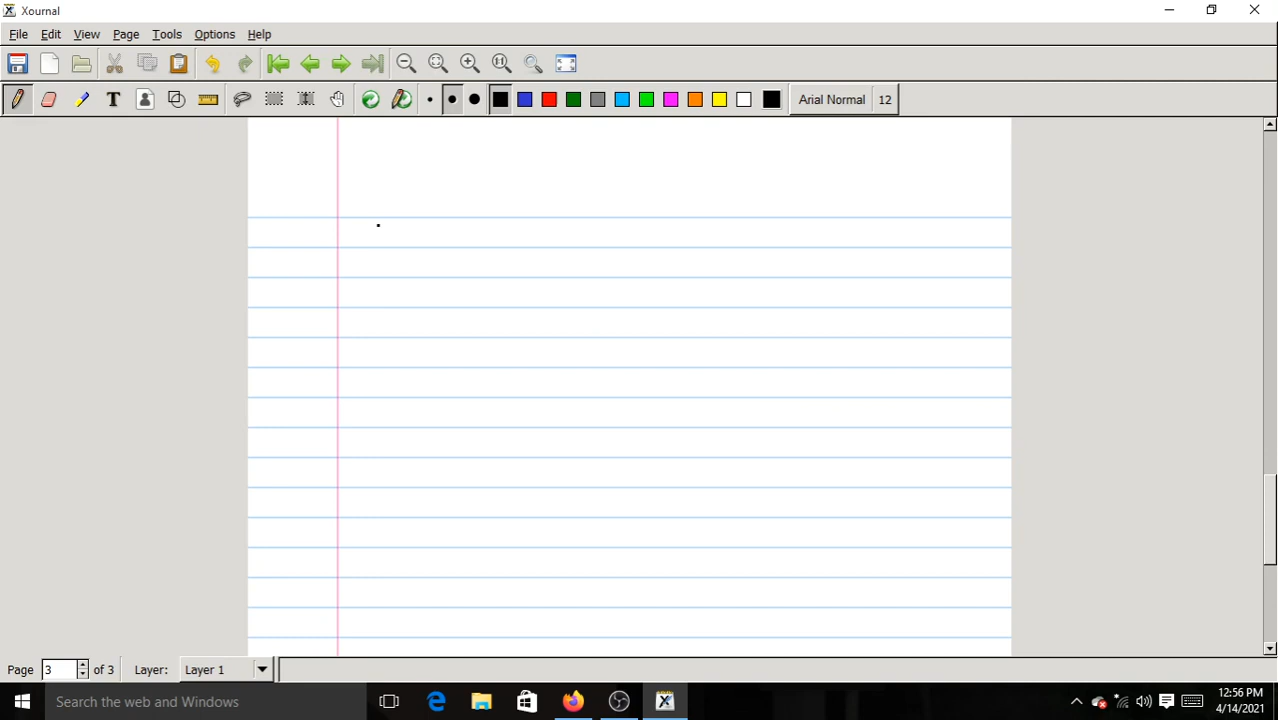 Xournal
File Edit View Page Tools Options Help
T Arial Normal 12
Page 3 of 3 Layer: Layer 1
Search the web and Windows
12:56 PM
4/14/2021